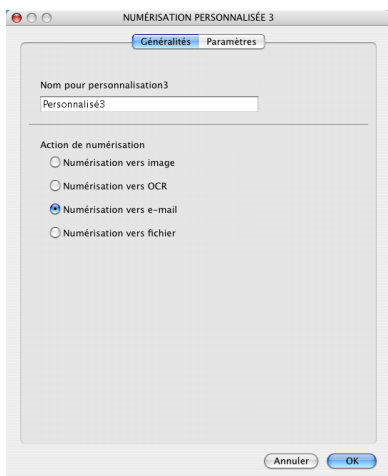 NUMÉRISATION PERSONNALISÉE 3
Généralités Paramètres
Nom pour personnalisation3
Personnalisé3
Action de numérisation
Numérisation vers image
Numérisation vers OCR
Numérisation vers e-mail
Numérisation vers fichier
Annuler OK